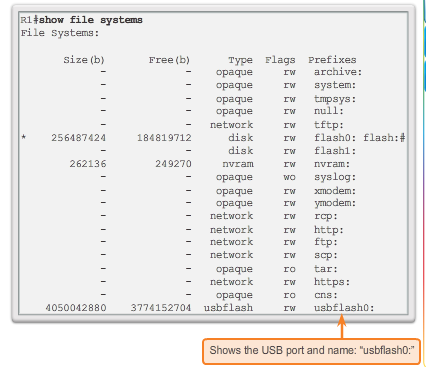 R1#show file systems
File Systems:
Size(b) Free(b) Type Flags Prefixes
- - opaque rw archive:
- - opaque rw system:
- - opaque rw tmpsys:
- - opaque rw null:
- - network rw tftp:
* 256487424 184819712 disk rw flash0: flash:#
- - disk rw flash1:
262136 249270 nvram rw nvram:
- - opaque wo syslog:
- - opaque rw xmodem:
- - opaque rw ymodem:
- - network rw rcp:
- - network rw http:
- - network rw ftp:
- - network rw scp:
- - opaque ro tar:
- - network rw https:
- - opaque ro cns:
4050042880 3774152704 usbflash rw usbflash0:
Shows the USB port and name: “usbflash0:”